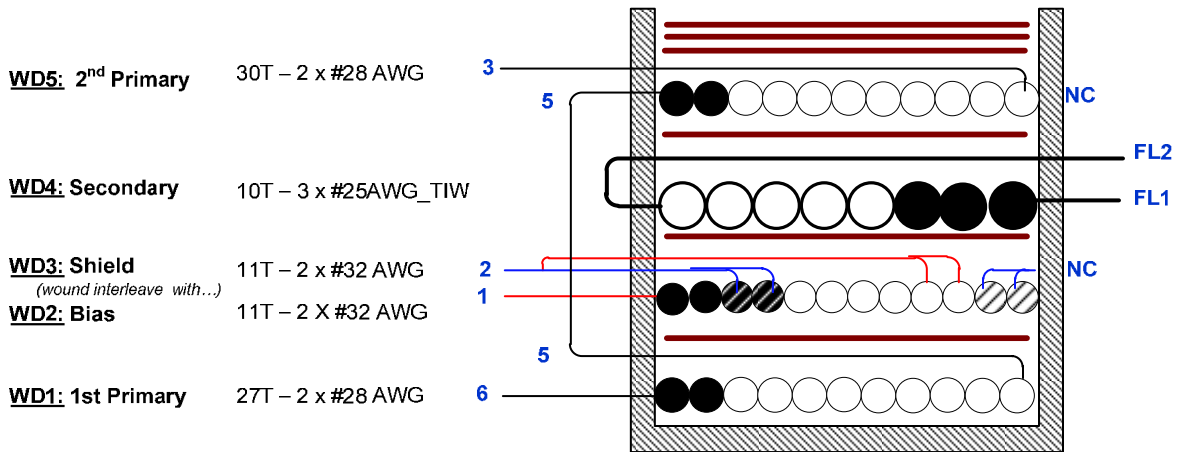 WD5: 2nd Primary 30T – 2 x #28 AWG 3
5 NC
FL2
WD4: Secondary 10T – 3 x #25AWG_TIW
FL1
WD3: Shield 11T – 2 x #32 AWG 2 NC
(wound interleave with…)
1
WD2: Bias 11T – 2 X #32 AWG
5
WD1: 1st Primary 27T – 2 x #28 AWG 6